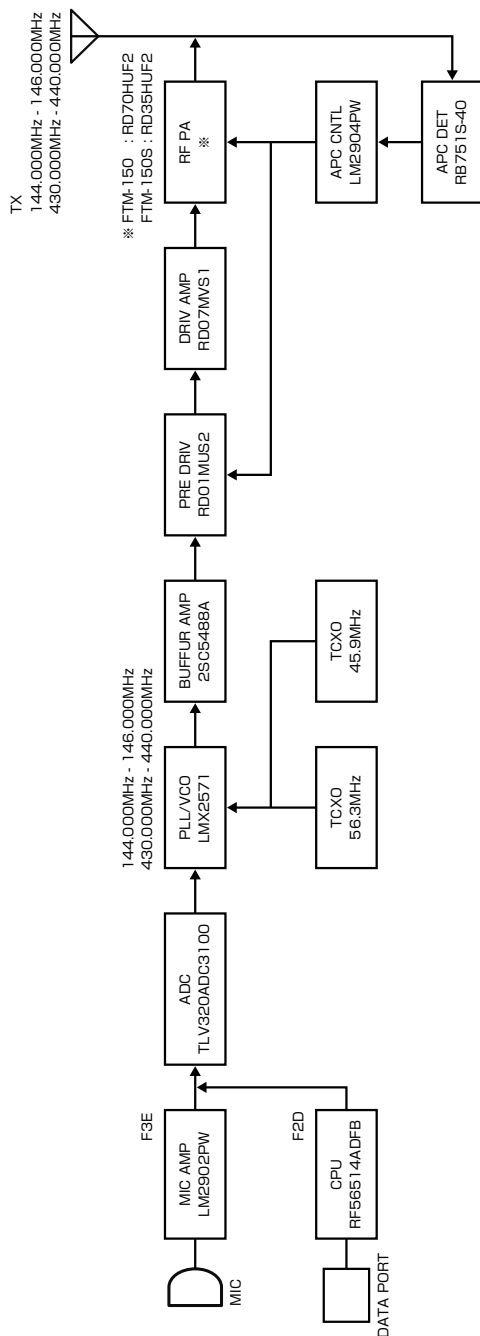 MIC
DATA PORT
F3E
MIC AMP
LM2902PW
F2D
CPU
RF56514ADFB
ADC
TLV320ADC3100
144.000MHz - 146.000MHz
430.000MHz - 440.000MHz
PLL/VCO
LMX2571
TCXO
56.3MHz
TCXO
45.9MHz
BUFFUR AMP
2SC5488A
PRE DRIV
RD01MUS2
DRIV AMP
RD07MVS1
※ FTM-150 : RD70HUF2
FTM-150S : RD35HUF2
RF PA
※
APC CNTL
LM2904PW
APC DET
RB751S-40
TX
144.000MHz - 146.000MHz
430.000MHz - 440.000MHz